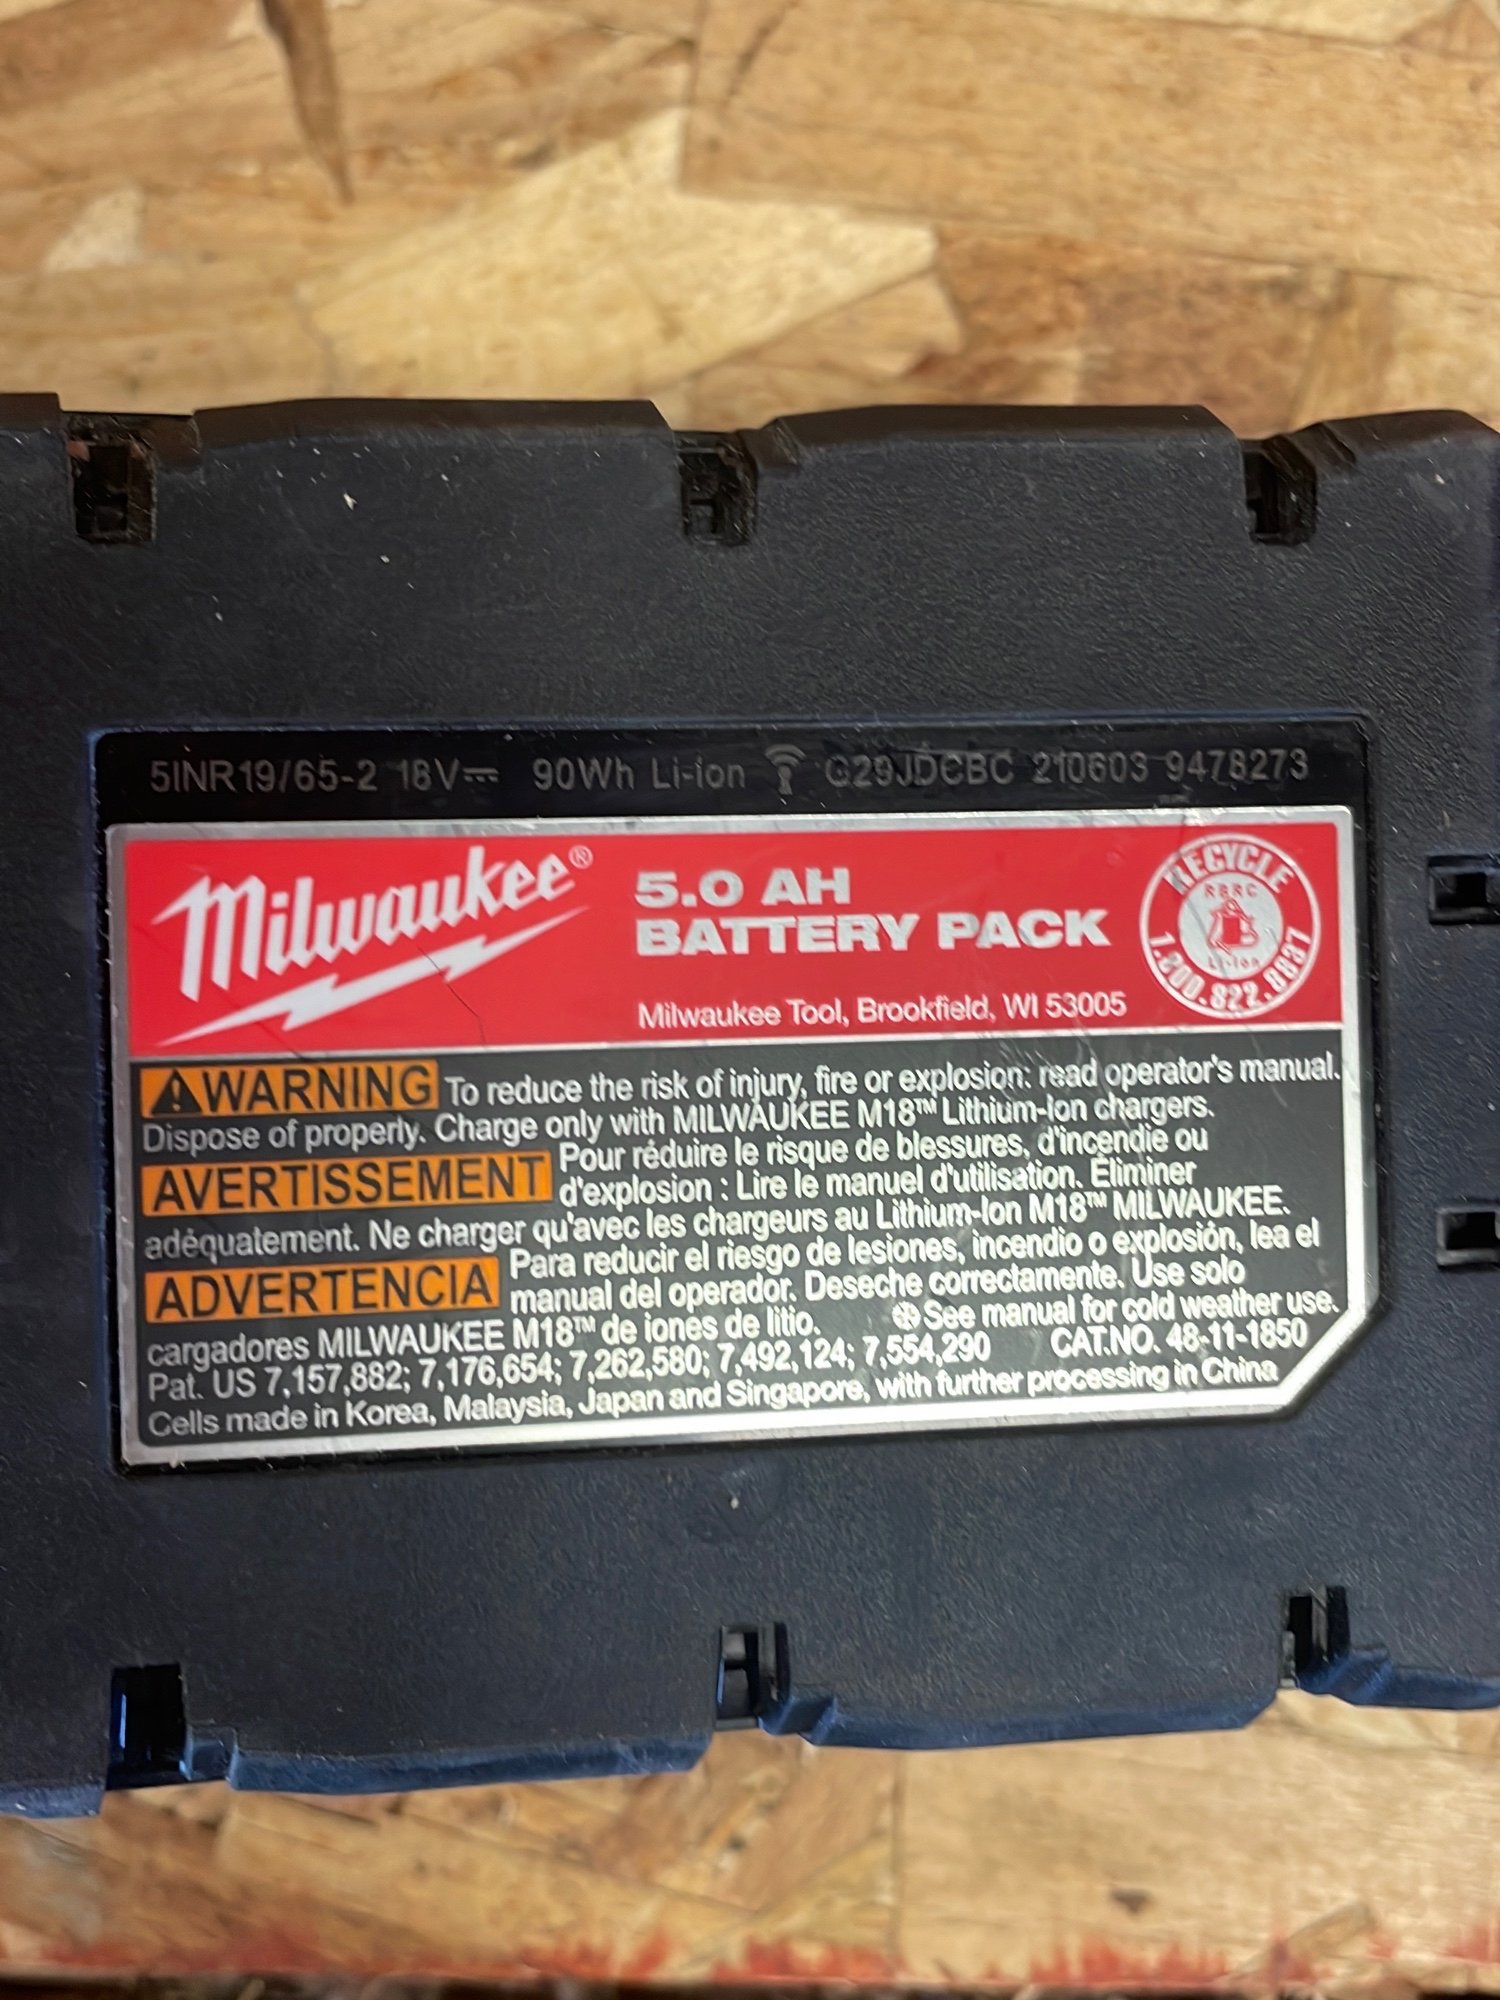 5INR19/65-2 18V⎓ 90Wh Li-Ion G29JDCBC 210603 9478273
Milwaukee®
5.0 AH
BATTERY PACK
Milwaukee Tool, Brookfield, WI 53005
RECYCLE
RBRC
Li-Ion
1.800.822.8837
⚠WARNING To reduce the risk of injury, fire or explosion: read operator's manual.
Dispose of properly. Charge only with MILWAUKEE M18™ Lithium-Ion chargers.
AVERTISSEMENT Pour réduire le risque de blessures, d'incendie ou
d'explosion : Lire le manuel d'utilisation. Éliminer
adéquatement. Ne charger qu'avec les chargeurs au Lithium-Ion M18™ MILWAUKEE.
ADVERTENCIA Para reducir el riesgo de lesiones, incendio o explosión, lea el
manual del operador. Deseche correctamente. Use solo
cargadores MILWAUKEE M18™ de iones de litio. See manual for cold weather use.
Pat. US 7,157,882; 7,176,654; 7,262,580; 7,492,124; 7,554,290 CAT.NO. 48-11-1850
Cells made in Korea, Malaysia, Japan and Singapore, with further processing in China